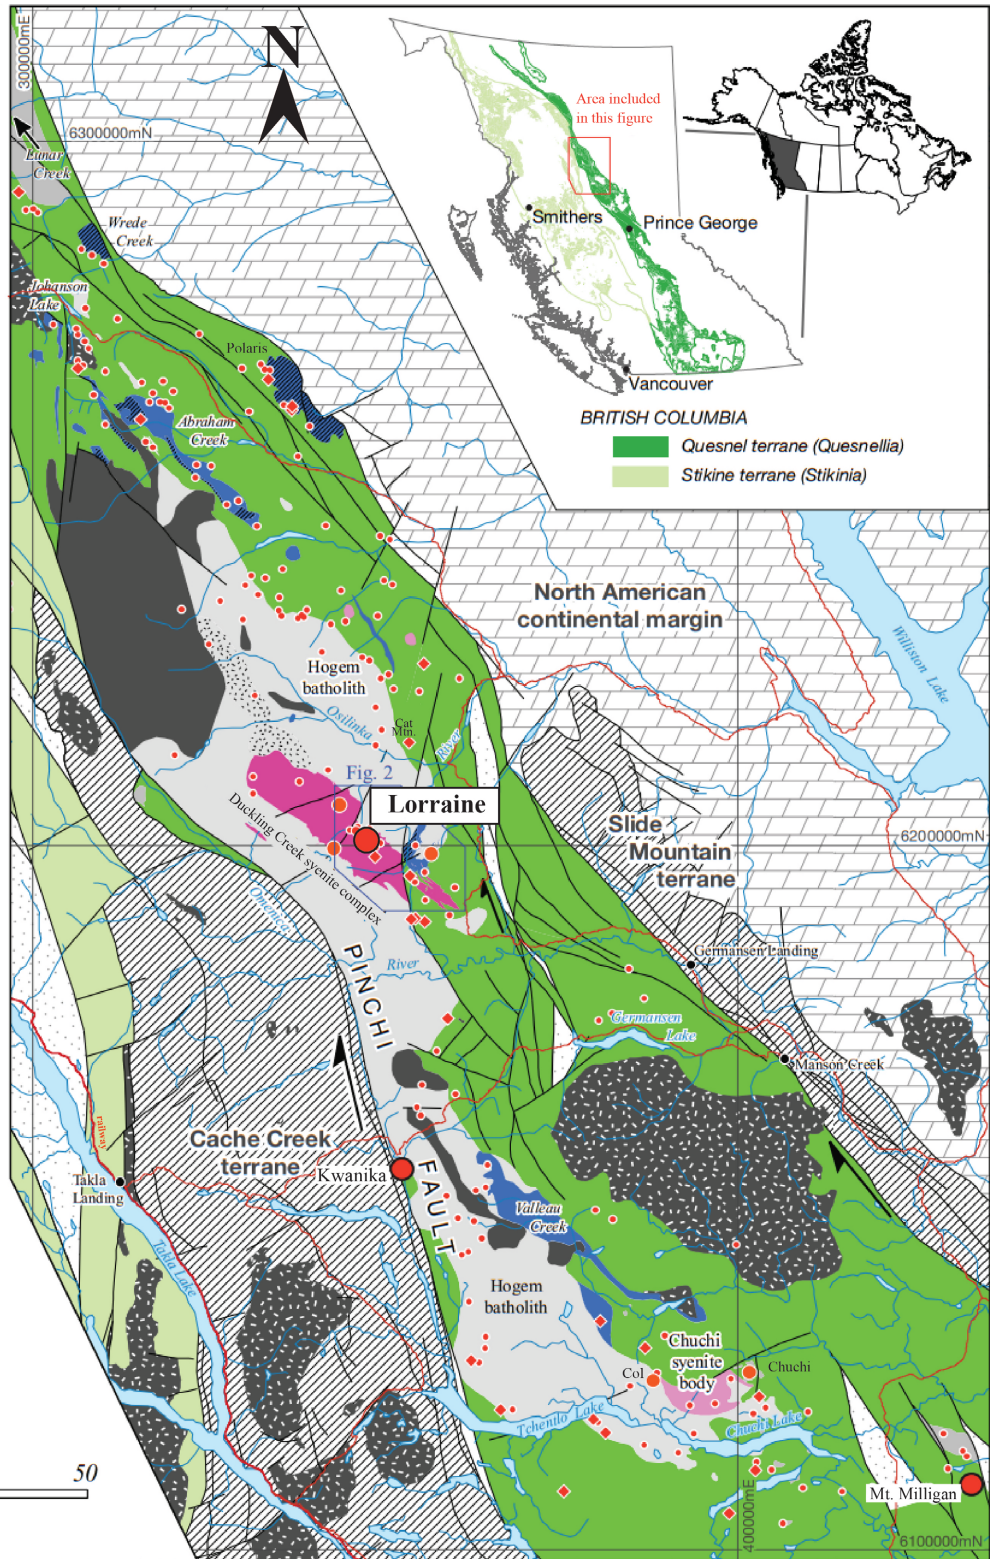 300000mE
N
6300000mN
Lunar
Creek
Wrede
Creek
Johanson
Lake
Polaris
Abraham
Creek
Area included
in this figure
Smithers
Prince George
Vancouver
BRITISH COLUMBIA
Quesnel terrane (Quesnellia)
Stikine terrane (Stikinia)
North American
continental margin
Williston Lake
Hogem
batholith
Osilinka
River
Cat
Mtn.
Fig. 2
Lorraine
Duckling Creek syenite complex
6200000mN
Slide
Mountain
terrane
Omineca
River
PINCHI
FAULT
Germansen Landing
Germansen
Lake
Manson Creek
railway
Cache Creek
terrane
Kwanika
Takla
Landing
Takla Lake
Valleau
Creek
Hogem
batholith
Chuchi
syenite
body
Col
Chuchi
Tchentlo Lake
Chuchi Lake
50
Mt. Milligan
400000mE
6100000mN